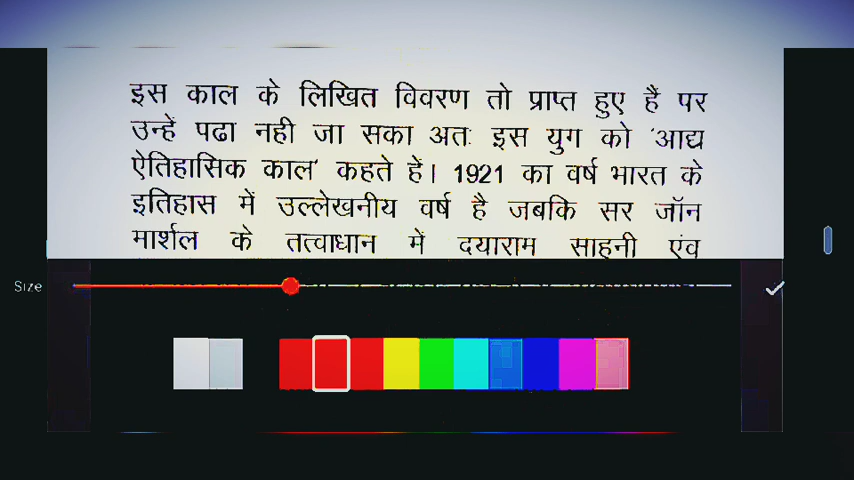 इस काल के लिखित विवरण तो प्राप्त हुए हैं पर
उन्हें पढा नही जा सका अतः इस युग को 'आद्य
ऐतिहासिक काल' कहते हैं। 1921 का वर्ष भारत के
इतिहास में उल्लेखनीय वर्ष है जबकि सर जॉन
मार्शल के तत्वाधान में दयाराम साहनी एंव
Size